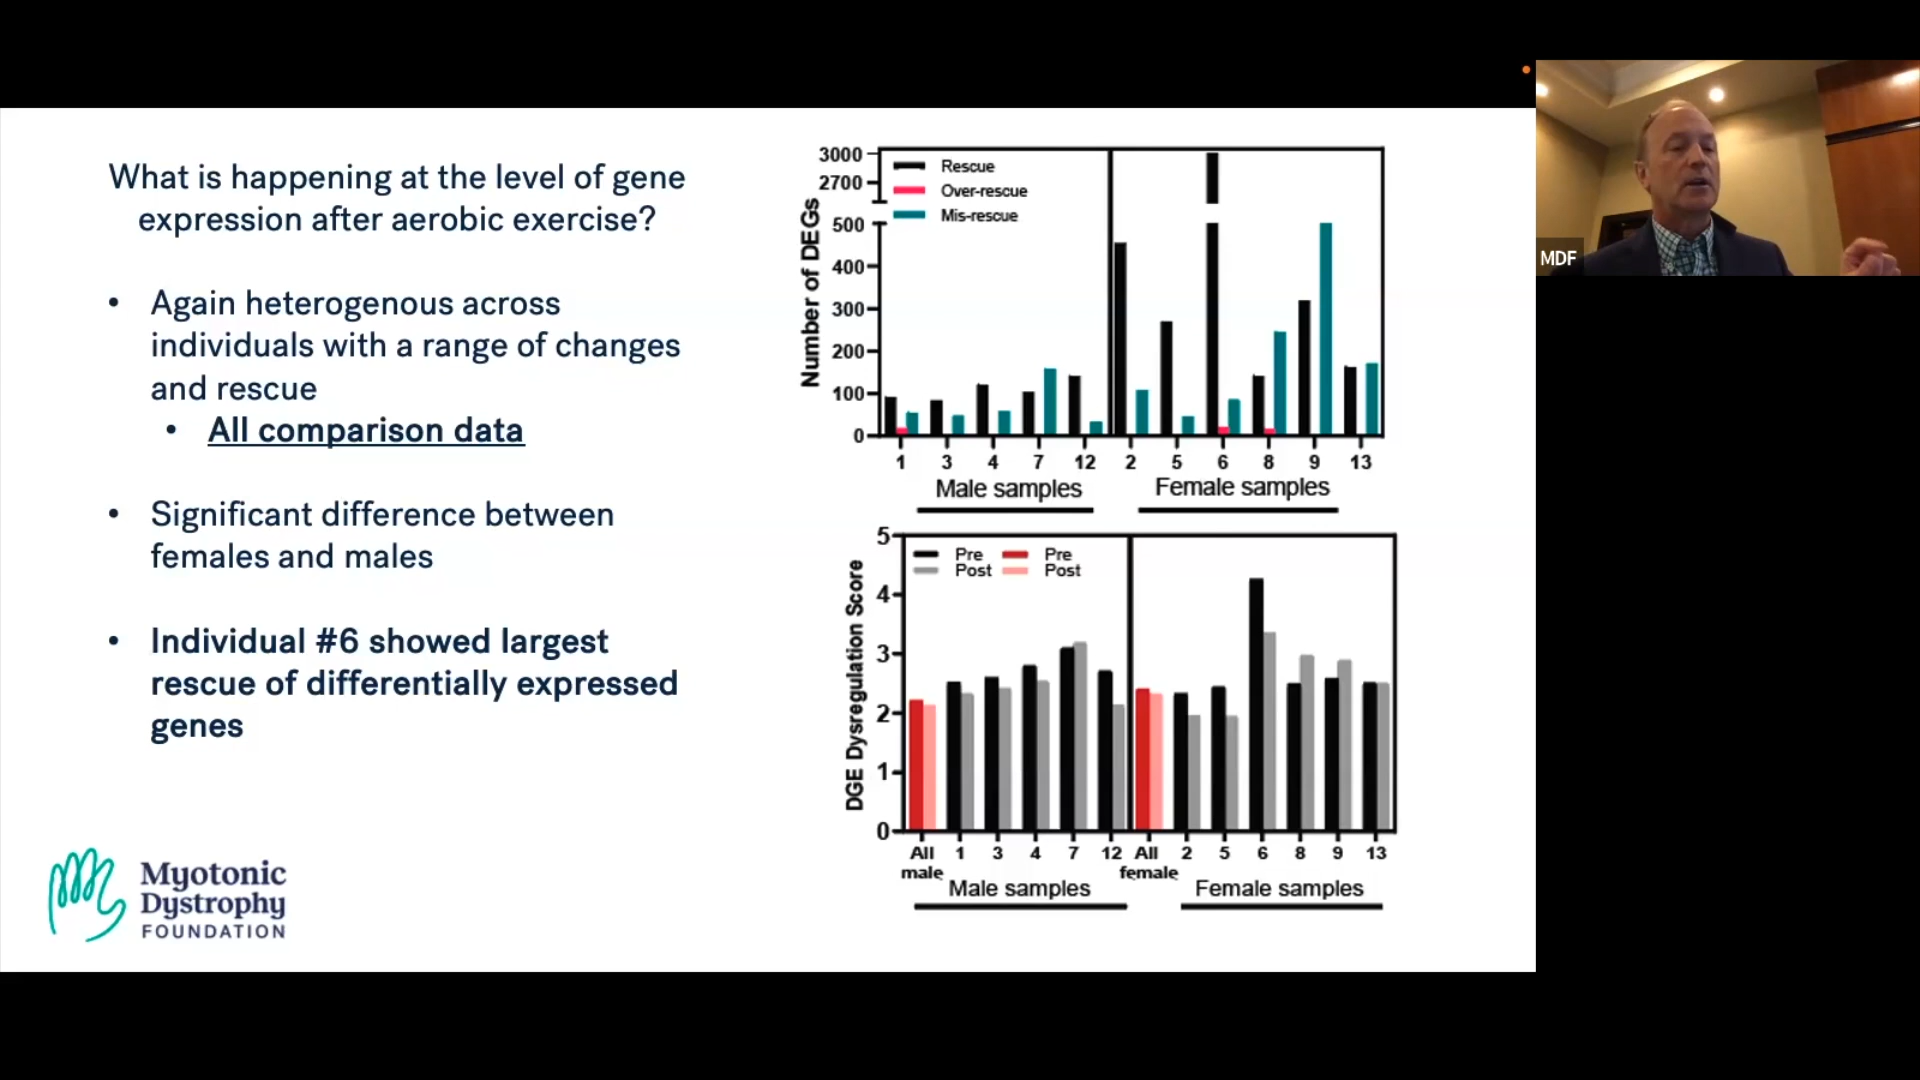 What is happening at the level of gene
expression after aerobic exercise?
• Again heterogenous across
individuals with a range of changes
and rescue
• All comparison data
• Significant difference between
females and males
• Individual #6 showed largest
rescue of differentially expressed
genes
Myotonic
Dystrophy
FOUNDATION
Number of DEGs
3000
2700
500
400
300
200
100
0
Rescue
Over-rescue
Mis-rescue
1 3 4 7 12 2 5 6 8 9 13
Male samples Female samples
DGE Dysregulation Score
5
4
3
2
1
0
Pre Pre
Post Post
All 1 3 4 7 12 All 2 5 6 8 9 13
male female
Male samples Female samples
MDF